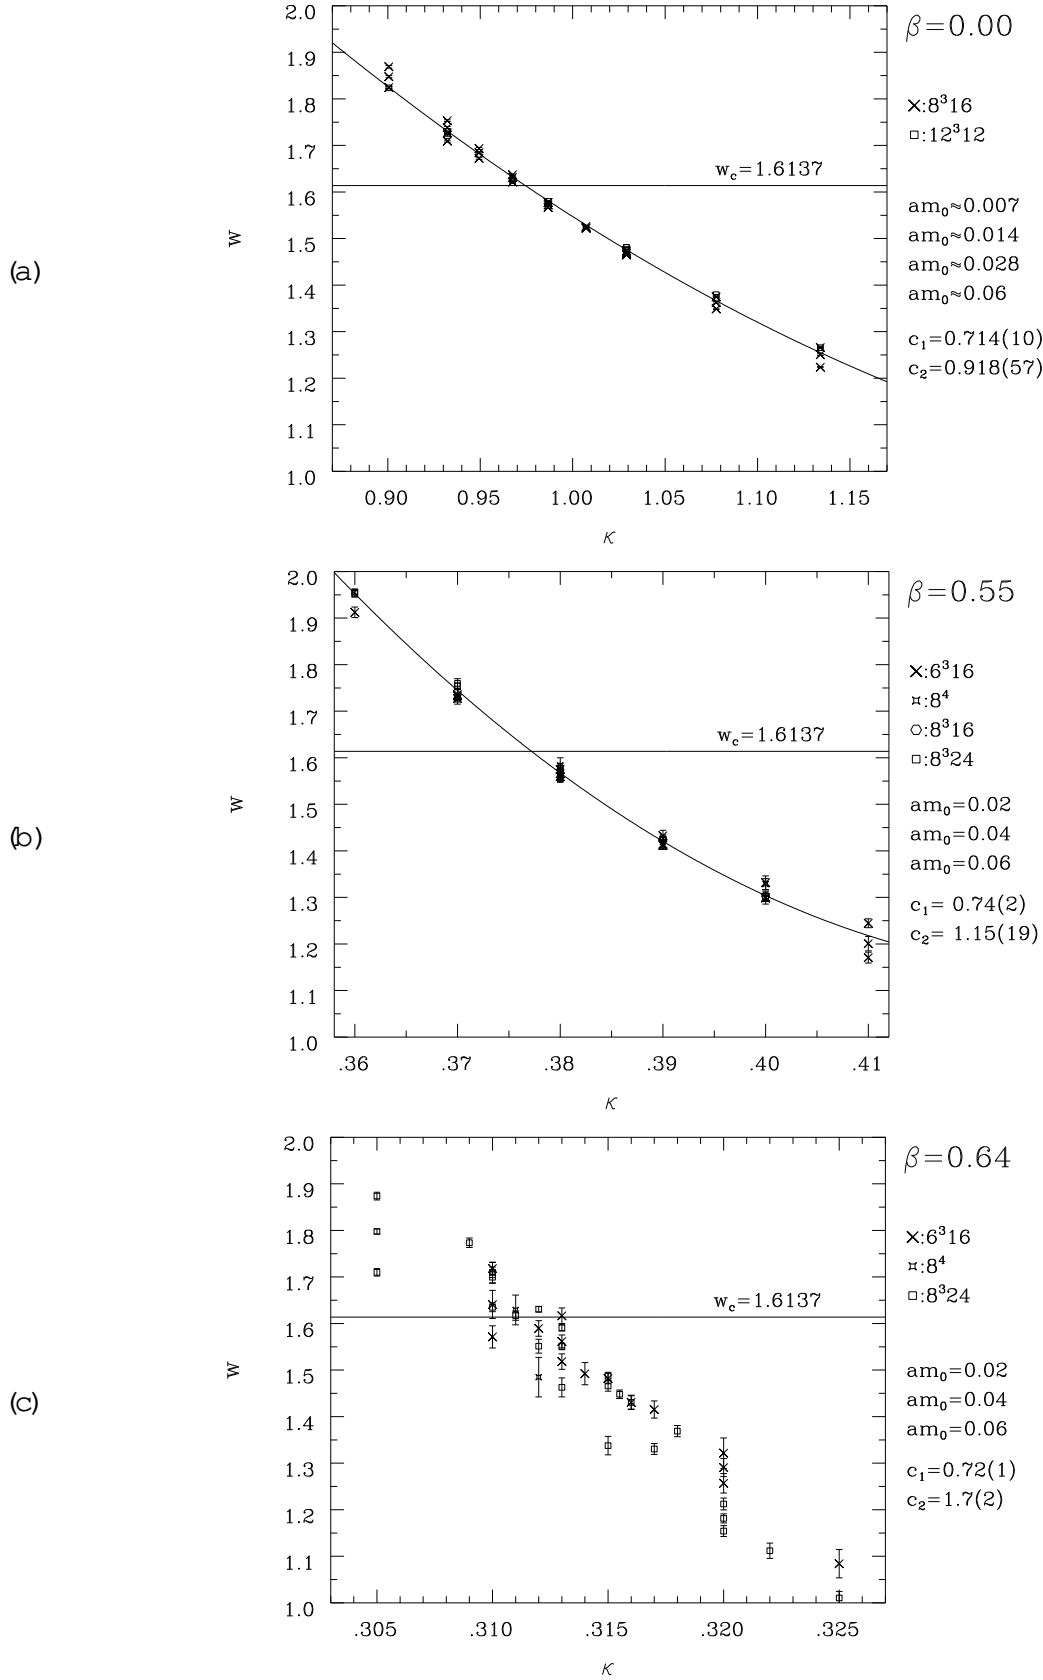 (a)
β=0.00
×:8³16
□:12³12
w_c=1.6137
am₀≈0.007
am₀≈0.014
am₀≈0.028
am₀≈0.06
c₁=0.714(10)
c₂=0.918(57)
w
2.0
1.9
1.8
1.7
1.6
1.5
1.4
1.3
1.2
1.1
1.0
0.90 0.95 1.00 1.05 1.10 1.15
κ
(b)
β=0.55
×:6³16
¤:8⁴
○:8³16
□:8³24
w_c=1.6137
am₀=0.02
am₀=0.04
am₀=0.06
c₁= 0.74(2)
c₂= 1.15(19)
w
2.0
1.9
1.8
1.7
1.6
1.5
1.4
1.3
1.2
1.1
1.0
.36 .37 .38 .39 .40 .41
κ
(c)
β=0.64
×:6³16
¤:8⁴
□:8³24
w_c=1.6137
am₀=0.02
am₀=0.04
am₀=0.06
c₁=0.72(1)
c₂=1.7(2)
w
2.0
1.9
1.8
1.7
1.6
1.5
1.4
1.3
1.2
1.1
1.0
.305 .310 .315 .320 .325
κ